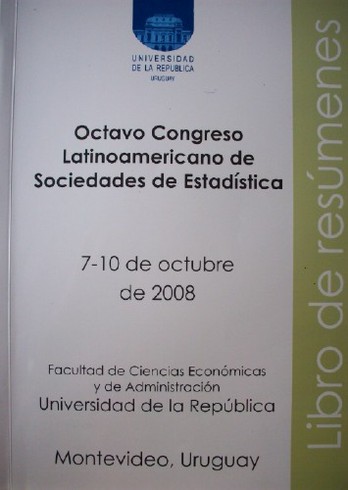 UNIVERSIDAD
DE LA REPUBLICA
URUGUAY
Octavo Congreso
Latinoamericano de
Sociedades de Estadística
7-10 de octubre
de 2008
Facultad de Ciencias Económicas
y de Administración
Universidad de la República
Montevideo, Uruguay
Libro de resúmenes